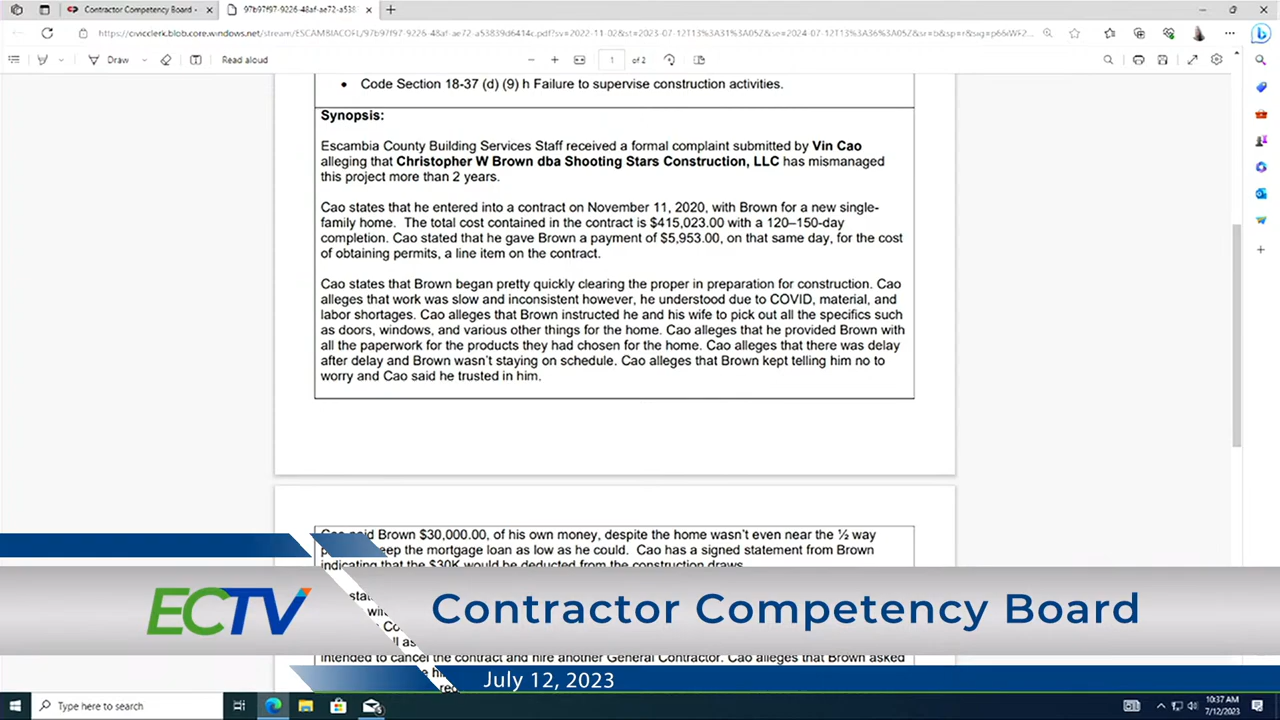 Contractor Competency Board -
97b97f97-9226-48af-ae72-a538
https://civicclerk.blob.core.windows.net/stream/ESCAMBIACOFL/97b97f97-9226-48af-ae72-a53839d6414c.pdf?sv=2022-11-02&st=2023-07-12T13%3A31%3A05Z&se=2024-07-12T13%3A36%3A05Z&sr=b&sp=r&sig=p66iWF2...
Draw
Read aloud
1
of 2
• Code Section 18-37 (d) (9) h Failure to supervise construction activities.
Synopsis:
Escambia County Building Services Staff received a formal complaint submitted by Vin Cao
alleging that Christopher W Brown dba Shooting Stars Construction, LLC has mismanaged
this project more than 2 years.
Cao states that he entered into a contract on November 11, 2020, with Brown for a new single-
family home. The total cost contained in the contract is $415,023.00 with a 120–150-day
completion. Cao stated that he gave Brown a payment of $5,953.00, on that same day, for the cost
of obtaining permits, a line item on the contract.
Cao states that Brown began pretty quickly clearing the proper in preparation for construction. Cao
alleges that work was slow and inconsistent however, he understood due to COVID, material, and
labor shortages. Cao alleges that Brown instructed he and his wife to pick out all the specifics such
as doors, windows, and various other things for the home. Cao alleges that he provided Brown with
all the paperwork for the products they had chosen for the home. Cao alleges that there was delay
after delay and Brown wasn't staying on schedule. Cao alleges that Brown kept telling him no to
worry and Cao said he trusted in him.
Cao paid Brown $30,000.00, of his own money, despite the home wasn't even near the ½ way
eep the mortgage loan as low as he could. Cao has a signed statement from Brown
indicating that the $30K would be deducted from the construction draws.
intended to cancel the contract and hire another General Contractor. Cao alleges that Brown asked
ECTV
Contractor Competency Board
July 12, 2023
Type here to search
10:37 AM
7/12/2023